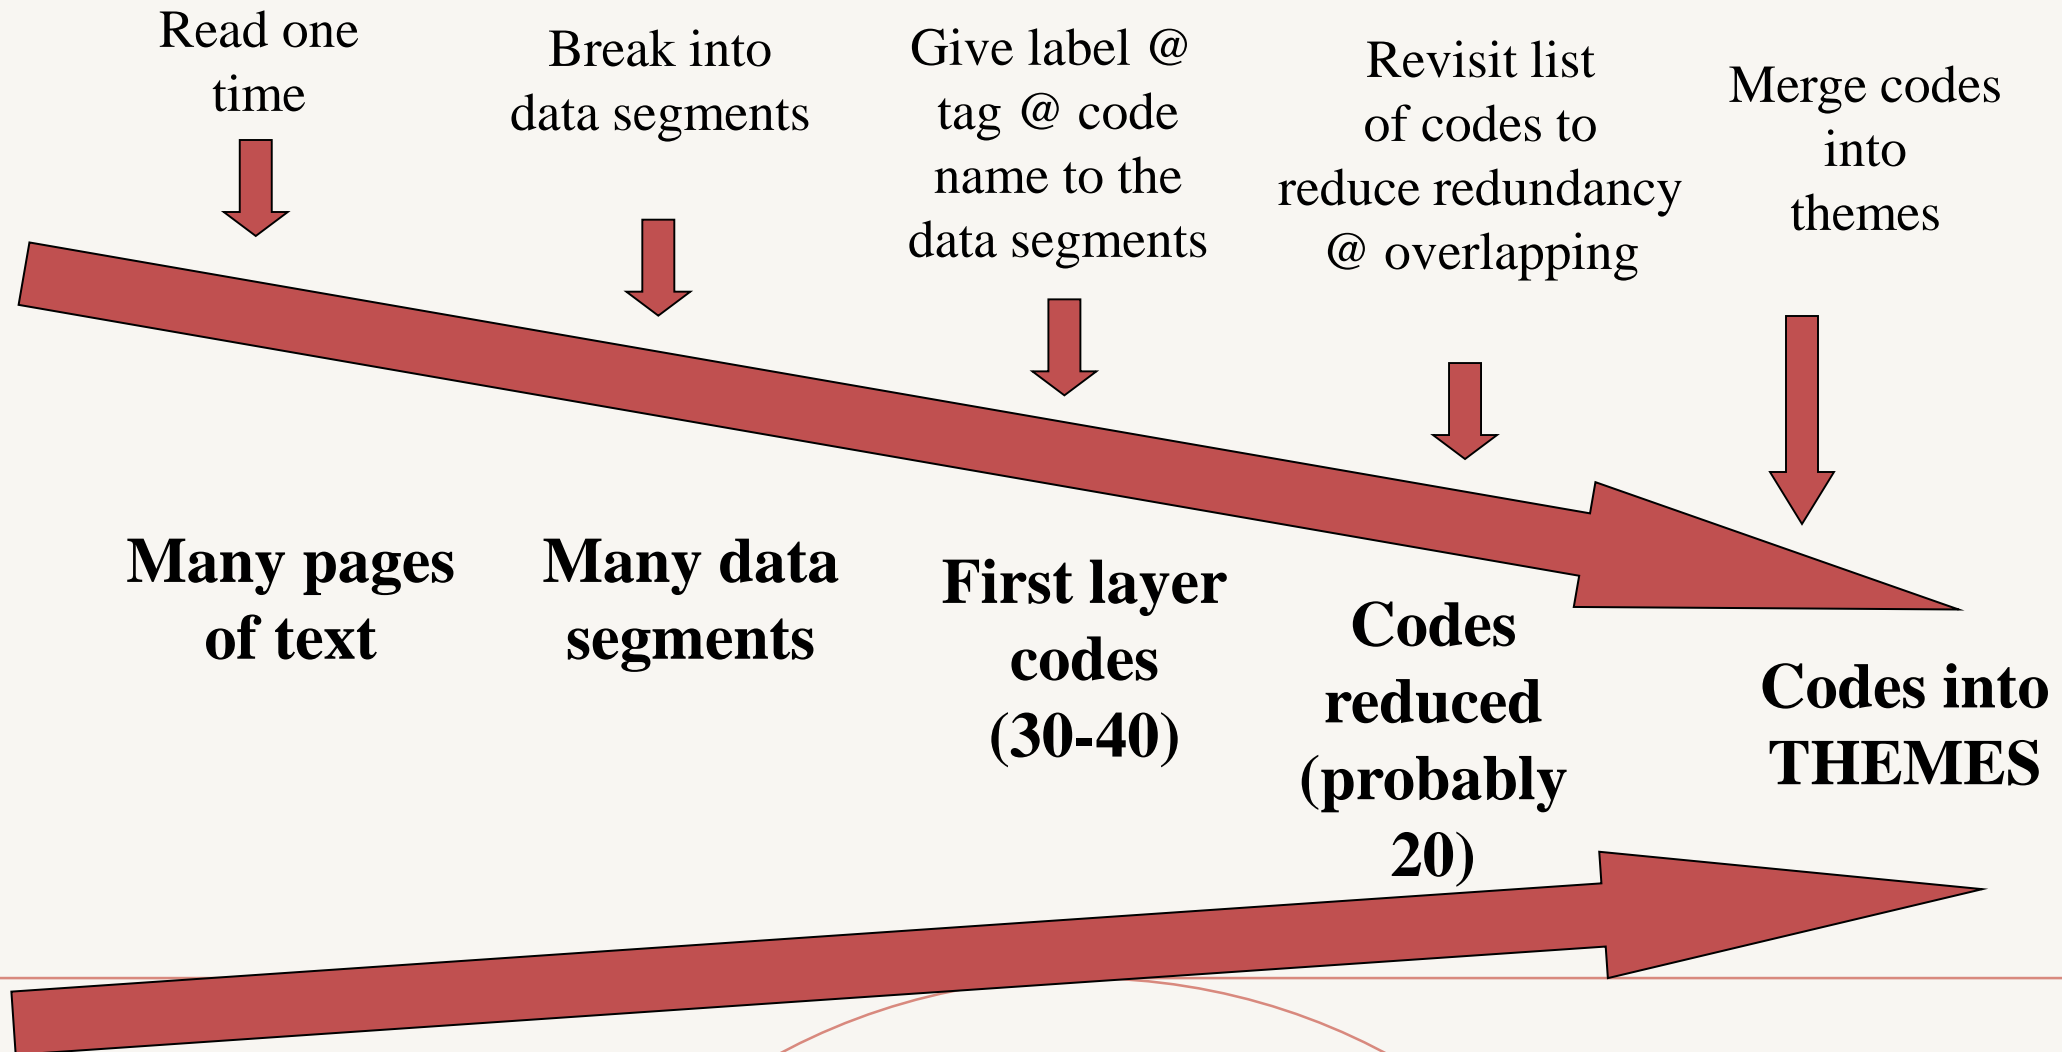 Read one
time
Break into
data segments
Give label @
tag @ code
name to the
data segments
Revisit list
of codes to
reduce redundancy
@ overlapping
Merge codes
into
themes
Many pages
of text
Many data
segments
First layer
codes
(30-40)
Codes
reduced
(probably
20)
Codes into
THEMES